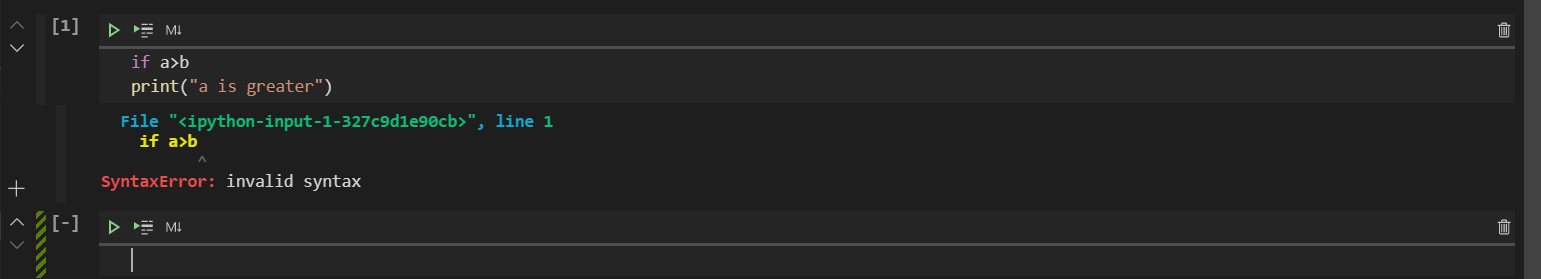 [1]
M↓
if a>b
print("a is greater")
File "<ipython-input-1-327c9d1e90cb>", line 1
if a>b
^
SyntaxError: invalid syntax
[-]
M↓